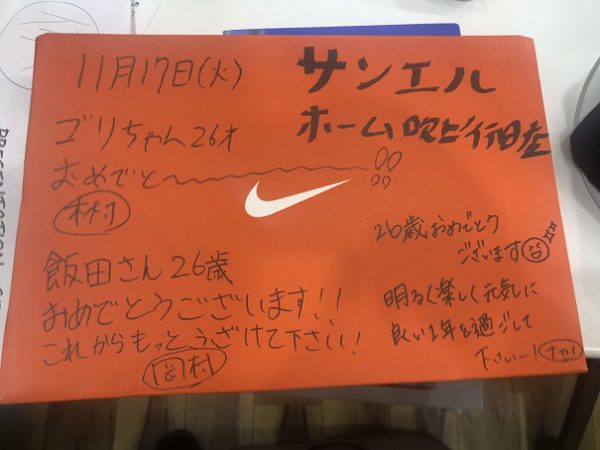 11月17日(火)
サンエル
ホーム
ゴリちゃん26才
おめでと〜!!
木村
飯田さん26歳
おめでとうございます!!
これからもっとうざけて下さい!
岡村
26歳おめでとう
ございます
明るく楽しく元気に
良い1年を過ごして
下さいー!
PRESENTATION